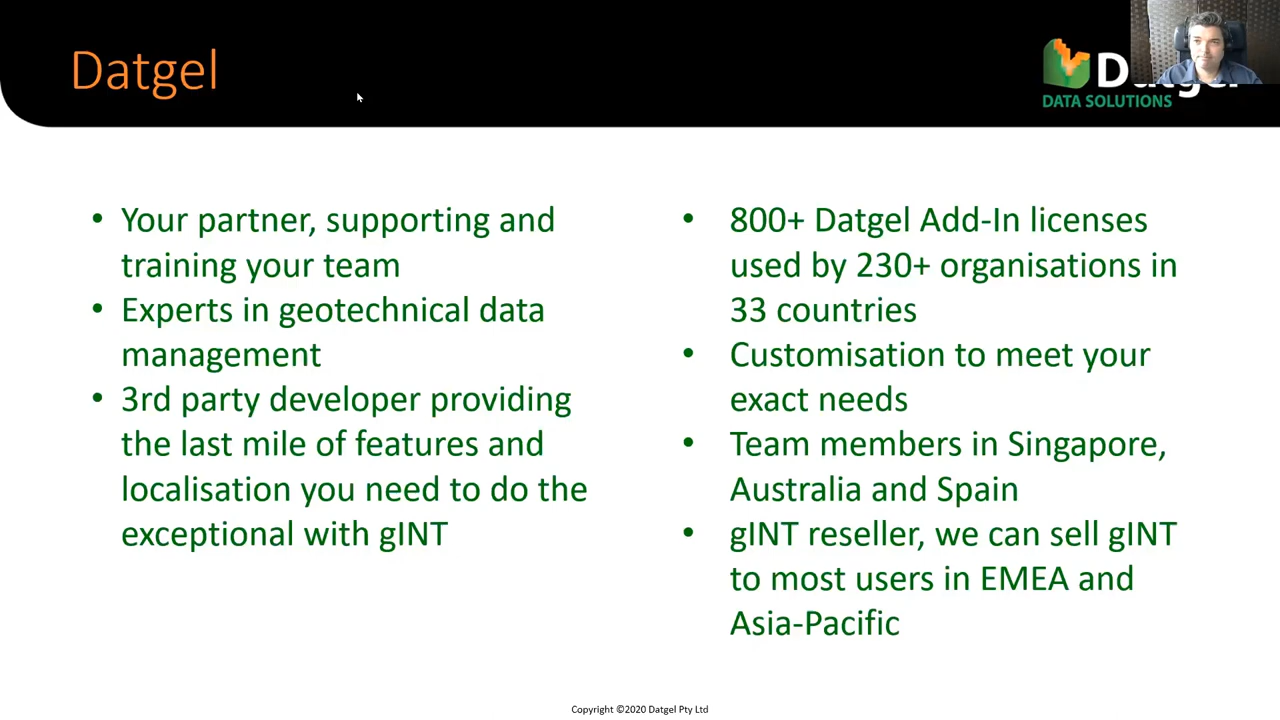 Datgel
DATA SOLUTIONS
• Your partner, supporting and
training your team
• Experts in geotechnical data
management
• 3rd party developer providing
the last mile of features and
localisation you need to do the
exceptional with gINT
• 800+ Datgel Add-In licenses
used by 230+ organisations in
33 countries
• Customisation to meet your
exact needs
• Team members in Singapore,
Australia and Spain
• gINT reseller, we can sell gINT
to most users in EMEA and
Asia-Pacific
Copyright ©2020 Datgel Pty Ltd